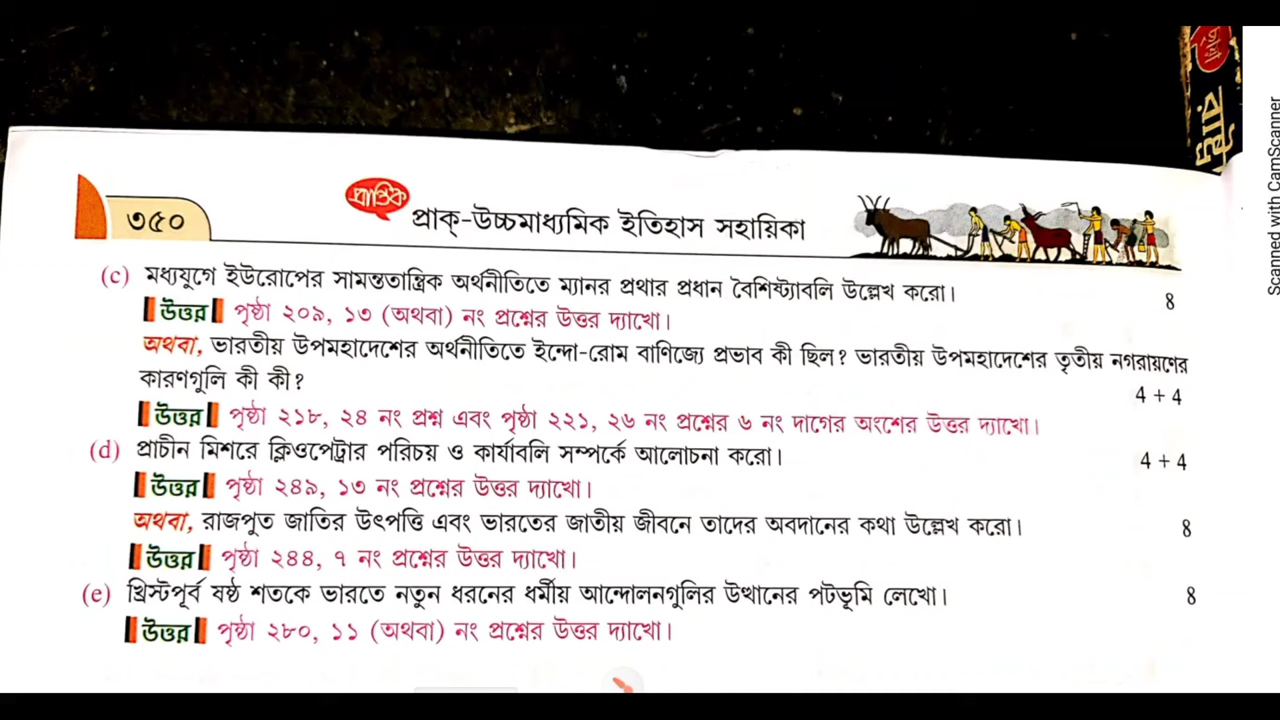 রাষ্ট্র
Scanned with CamScanner
৩৫০
প্রান্তিক
প্রাক্-উচ্চমাধ্যমিক ইতিহাস সহায়িকা
(c) মধ্যযুগে ইউরোপের সামন্ততান্ত্রিক অর্থনীতিতে ম্যানর প্রথার প্রধান বৈশিষ্ট্যাবলি উল্লেখ করো। 8
উত্তর পৃষ্ঠা ২০৯, ১৩ (অথবা) নং প্রশ্নের উত্তর দ্যাখো।
অথবা, ভারতীয় উপমহাদেশের অর্থনীতিতে ইন্দো-রোম বাণিজ্যে প্রভাব কী ছিল? ভারতীয় উপমহাদেশের তৃতীয় নগরায়ণের
কারণগুলি কী কী? 4 + 4
উত্তর পৃষ্ঠা ২১৮, ২৪ নং প্রশ্ন এবং পৃষ্ঠা ২২১, ২৬ নং প্রশ্নের ৬ নং দাগের অংশের উত্তর দ্যাখো।
(d) প্রাচীন মিশরে ক্লিওপেট্রার পরিচয় ও কার্যাবলি সম্পর্কে আলোচনা করো। 4 + 4
উত্তর পৃষ্ঠা ২৪৯, ১৩ নং প্রশ্নের উত্তর দ্যাখো।
অথবা, রাজপুত জাতির উৎপত্তি এবং ভারতের জাতীয় জীবনে তাদের অবদানের কথা উল্লেখ করো। 8
উত্তর পৃষ্ঠা ২৪৪, ৭ নং প্রশ্নের উত্তর দ্যাখো।
(e) খ্রিস্টপূর্ব ষষ্ঠ শতকে ভারতে নতুন ধরনের ধর্মীয় আন্দোলনগুলির উত্থানের পটভূমি লেখো। 8
উত্তর পৃষ্ঠা ২৮০, ১১ (অথবা) নং প্রশ্নের উত্তর দ্যাখো।